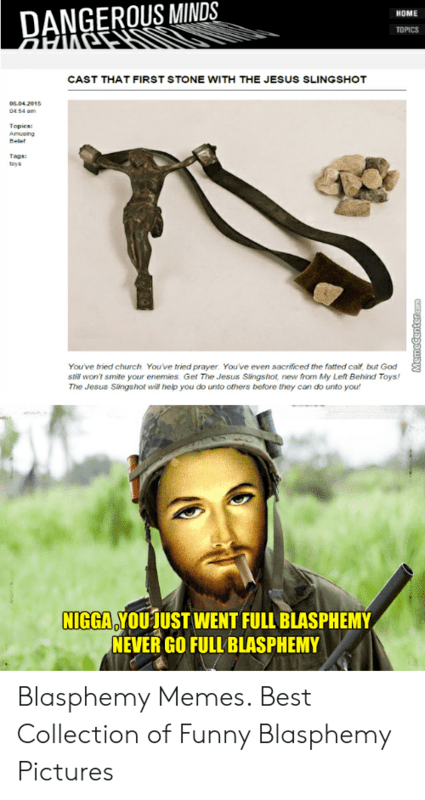 DANGEROUS MINDS
HOME
TOPICS
CAST THAT FIRST STONE WITH THE JESUS SLINGSHOT
05.04.2015
04:54 am
Topics:
Amusing
Belief
Tags:
toys
You've tried church. You've tried prayer. You've even sacrificed the fatted calf, but God
still won't smite your enemies. Get The Jesus Slingshot, new from My Left Behind Toys!
The Jesus Slingshot will help you do unto others before they can do unto you!
MemeCenter.com
NIGGA, YOU JUST WENT FULL BLASPHEMY
NEVER GO FULL BLASPHEMY
Blasphemy Memes. Best
Collection of Funny Blasphemy
Pictures